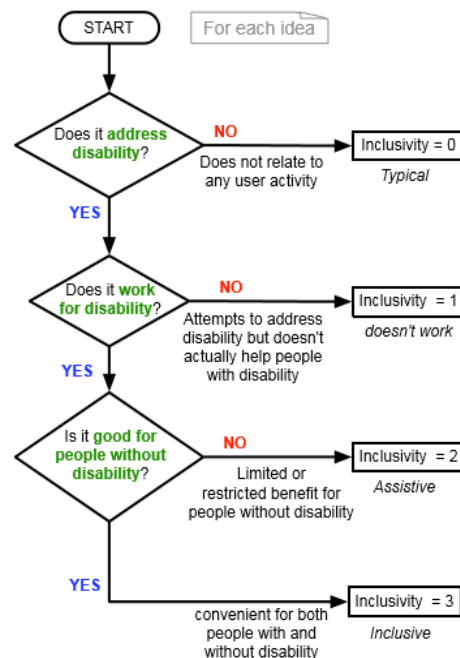 START
For each idea
Does it address
disability?
NO
Does not relate to
any user activity
Inclusivity = 0
Typical
YES
Does it work
for disability?
NO
Attempts to address
disability but doesn't
actually help people
with disability
Inclusivity = 1
doesn't work
YES
Is it good for
people without
disability?
NO
Limited or
restricted benefit for
people without disability
Inclusivity = 2
Assistive
YES
convenient for both
people with and
without disability
Inclusivity = 3
Inclusive